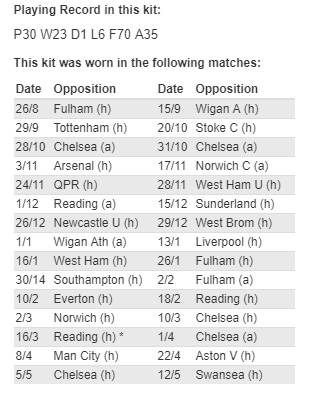 Playing Record in this kit:
P30 W23 D1 L6 F70 A35
This kit was worn in the following matches:
Date Opposition Date Opposition
26/8 Fulham (h) 15/9 Wigan A (h)
29/9 Tottenham (h) 20/10 Stoke C (h)
28/10 Chelsea (a) 31/10 Chelsea (a)
3/11 Arsenal (h) 17/11 Norwich C (a)
24/11 QPR (h) 28/11 West Ham U (h)
1/12 Reading (a) 15/12 Sunderland (h)
26/12 Newcastle U (h) 29/12 West Brom (h)
1/1 Wigan Ath (a) 13/1 Liverpool (h)
16/1 West Ham (h) 26/1 Fulham (h)
30/14 Southampton (h) 2/2 Fulham (a)
10/2 Everton (h) 18/2 Reading (h)
2/3 Norwich (h) 10/3 Chelsea (h)
16/3 Reading (h) * 1/4 Chelsea (a)
8/4 Man City (h) 22/4 Aston V (h)
5/5 Chelsea (h) 12/5 Swansea (h)